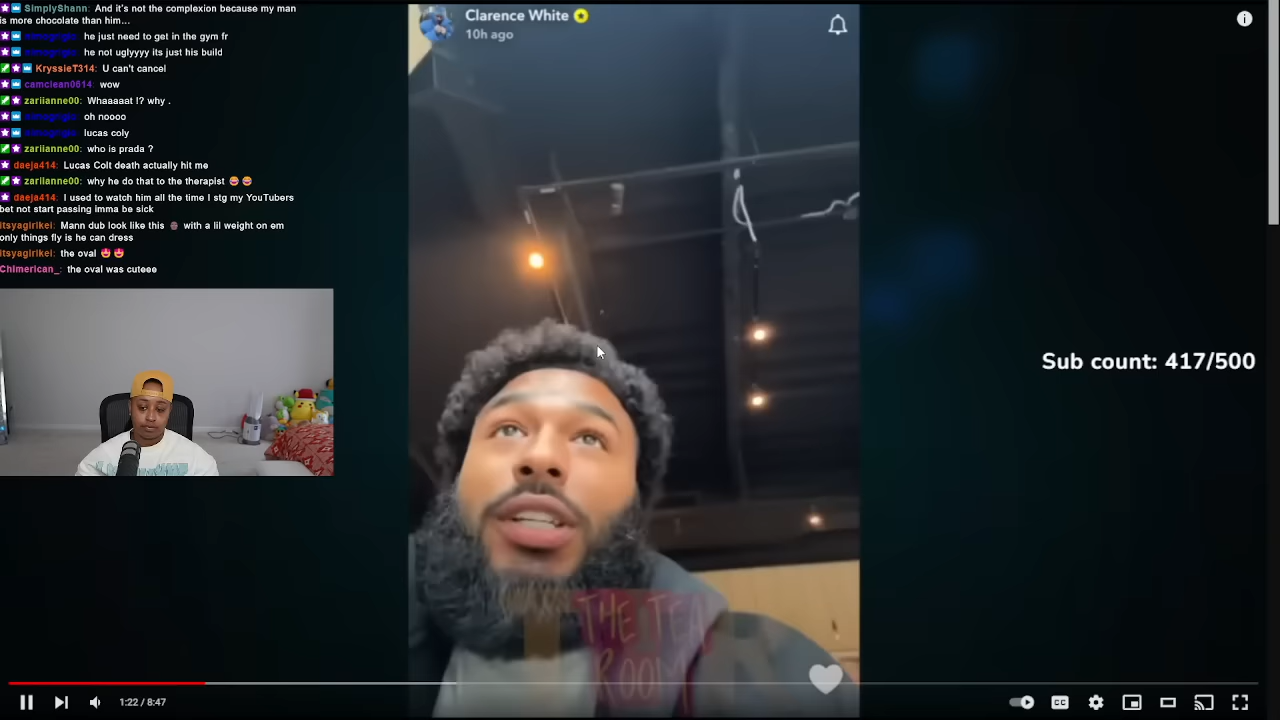 SimplyShann: And it's not the complexion because my man
is more chocolate than him...
he just need to get in the gym fr
he not uglyyyy its just his build
KryssieT314: U can't cancel
camclean0614: wow
zariianne00: Whaaaaat !? why .
oh noooo
lucas coly
zariianne00: who is prada ?
daeja414: Lucas Colt death actually hit me
zariianne00: why he do that to the therapist 😂 😂
daeja414: I used to watch him all the time I stg my YouTubers
bet not start passing imma be sick
itsyagirikei: Mann dub look like this with a lil weight on em
only things fly is he can dress
itsyagirikei: the oval 😍 😍
Chimerican_: the oval was cuteee
Clarence White
10h ago
Sub count: 417/500
THE TEA
ROOM
1:22 / 8:47
CC